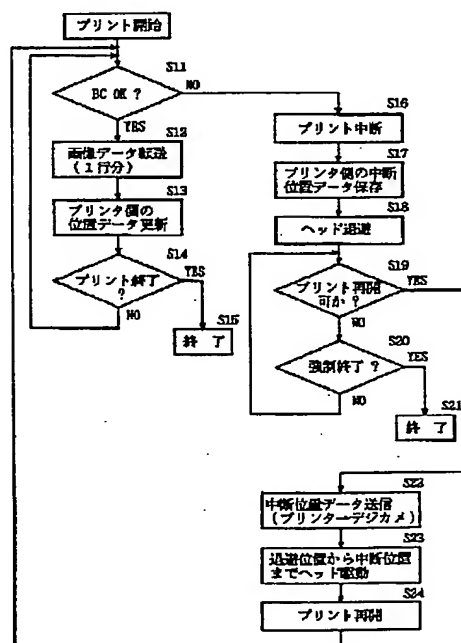 プリント開始
S11
BC OK ?
NO
YES
S12
画像データ転送
(1行分)
S13
プリンタ側の
位置データ更新
S14
プリント終了
?
YES
NO
S15
終 了
S16
プリント中断
S17
プリンタ側の中断
位置データ保存
S18
ヘッド退避
S19
プリント再開
可か ?
YES
NO
S20
強制終了 ?
YES
NO
S21
終 了
S22
中断位置データ送信
(プリンターデジカメ)
S23
退避位置から中断位置
までヘッド駆動
S24
プリント再開